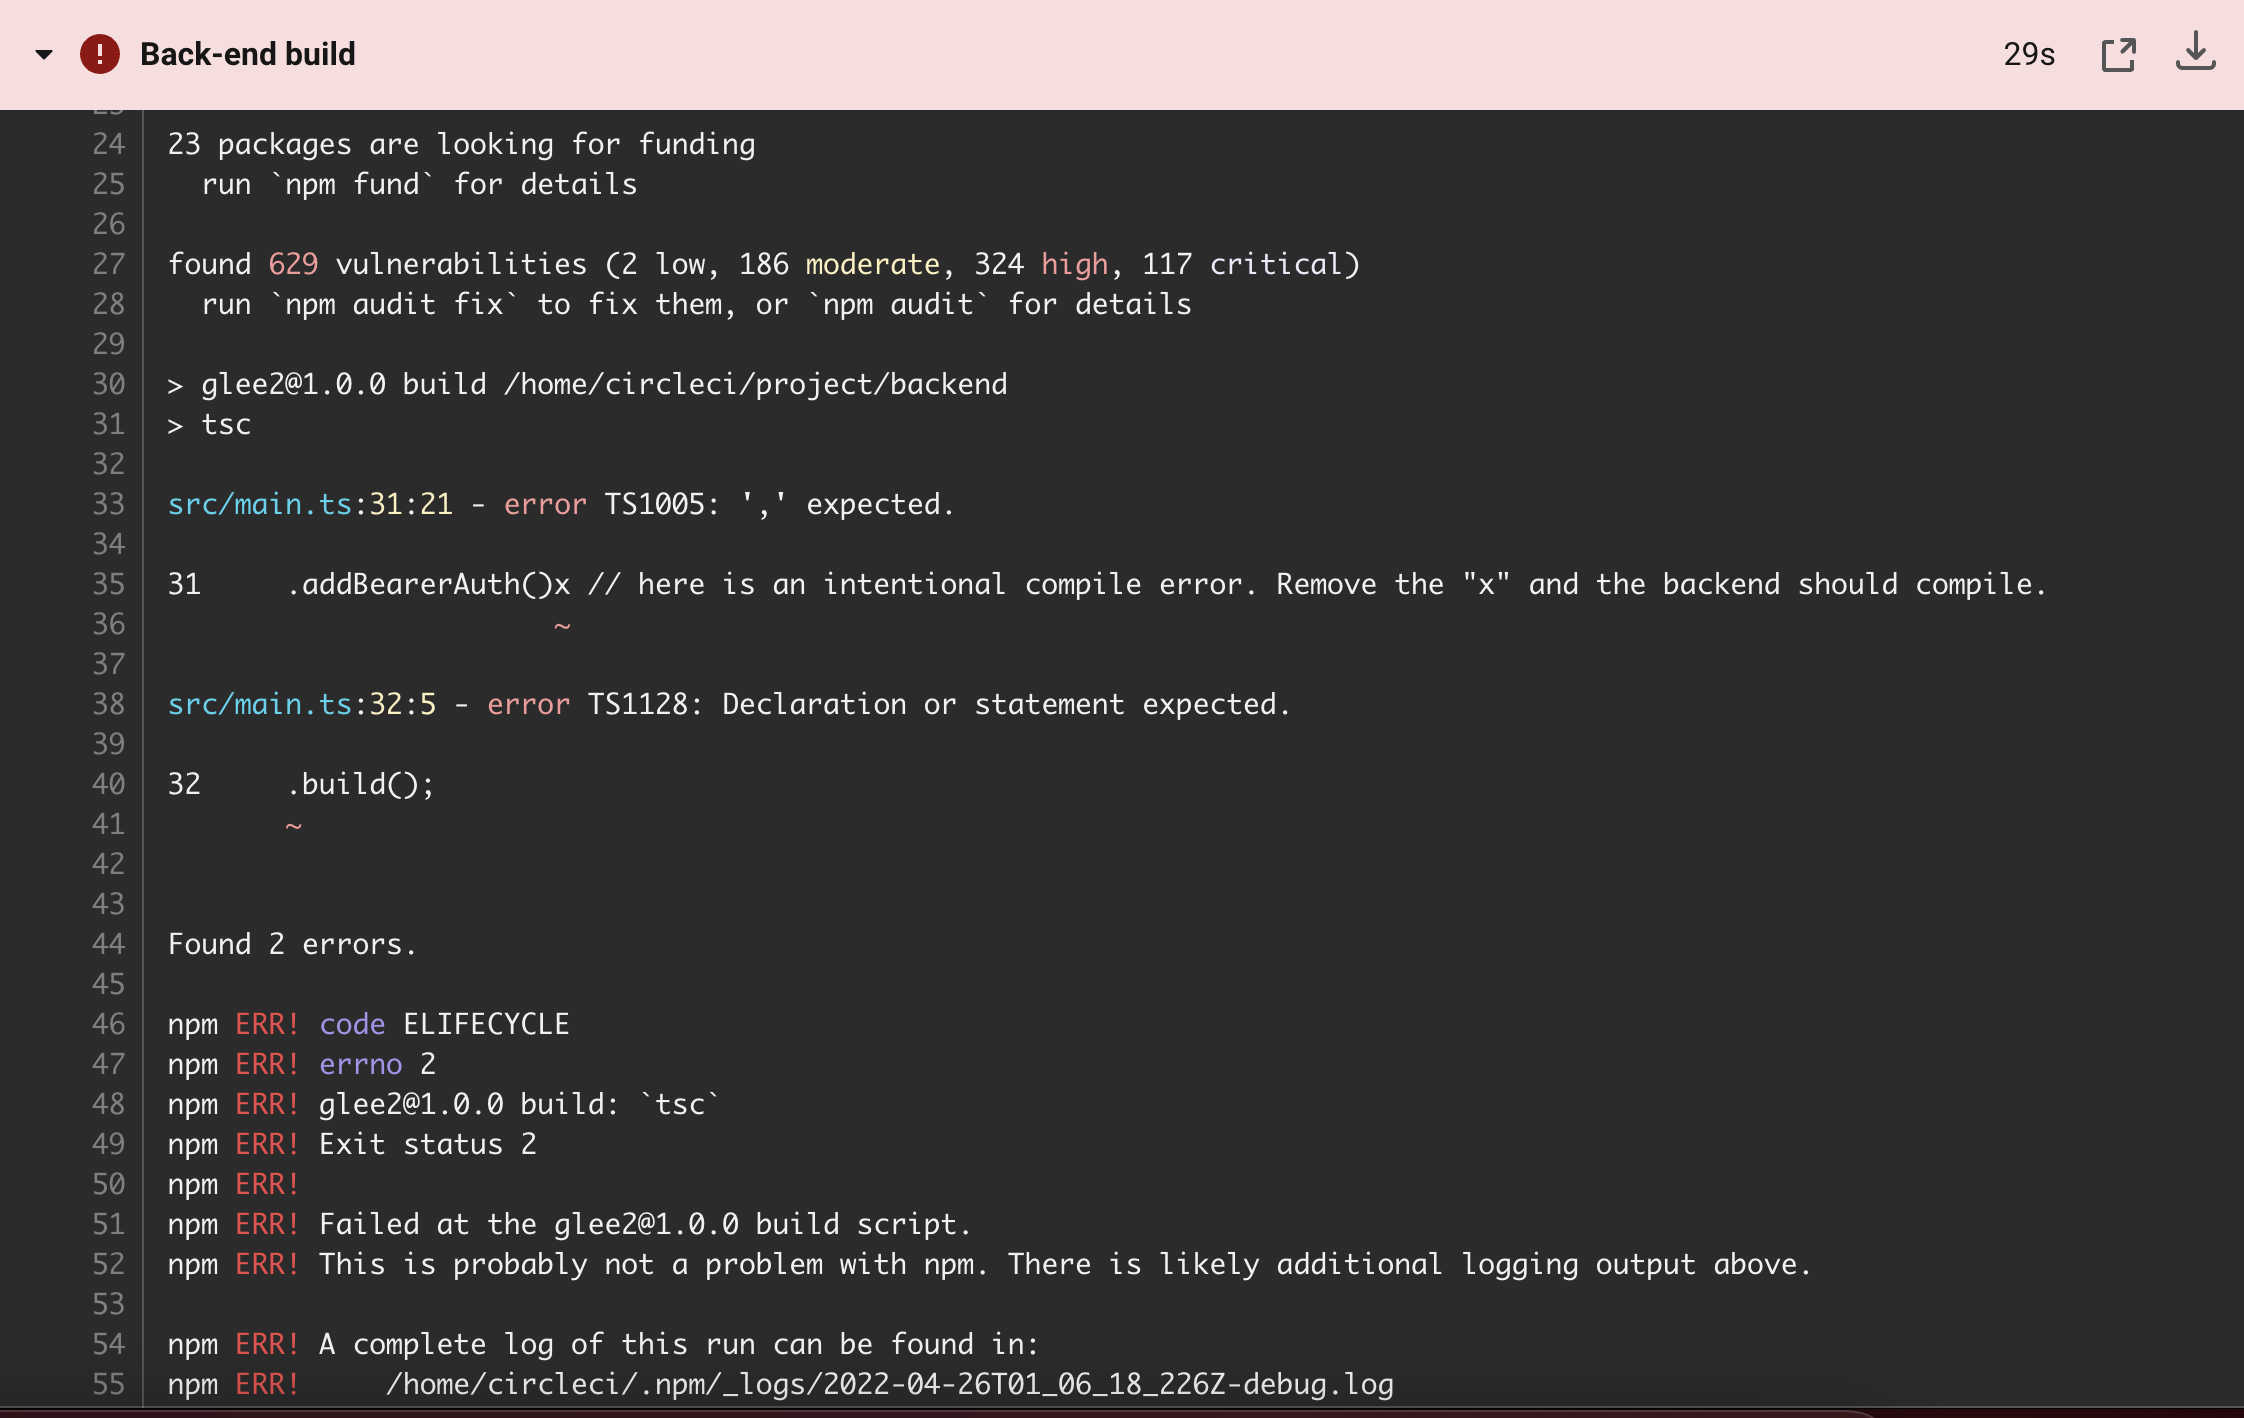 Back-end build 29s
24 23 packages are looking for funding
25   run `npm fund` for details
26
27 found 629 vulnerabilities (2 low, 186 moderate, 324 high, 117 critical)
28   run `npm audit fix` to fix them, or `npm audit` for details
29
30 > glee2@1.0.0 build /home/circleci/project/backend
31 > tsc
32
33 src/main.ts:31:21 - error TS1005: ',' expected.
34
35 31     .addBearerAuth()x // here is an intentional compile error. Remove the "x" and the backend should compile.
36                        ~
37
38 src/main.ts:32:5 - error TS1128: Declaration or statement expected.
39
40 32     .build();
41        ~
42
43
44 Found 2 errors.
45
46 npm ERR! code ELIFECYCLE
47 npm ERR! errno 2
48 npm ERR! glee2@1.0.0 build: `tsc`
49 npm ERR! Exit status 2
50 npm ERR!
51 npm ERR! Failed at the glee2@1.0.0 build script.
52 npm ERR! This is probably not a problem with npm. There is likely additional logging output above.
53
54 npm ERR! A complete log of this run can be found in:
55 npm ERR!     /home/circleci/.npm/_logs/2022-04-26T01_06_18_226Z-debug.log